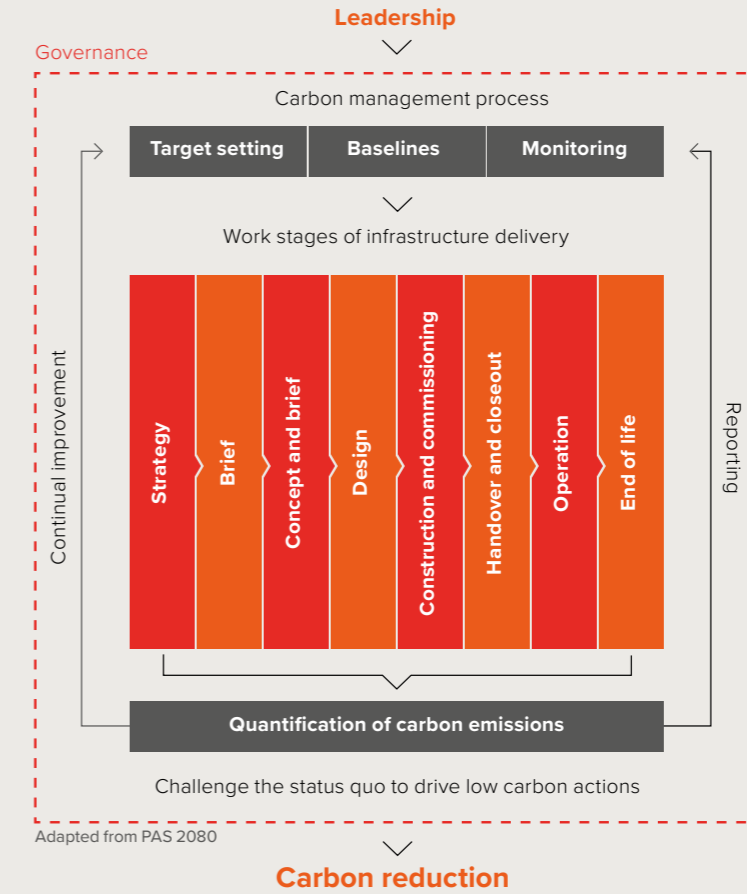 Leadership
Governance
Carbon management process
Target setting
Baselines
Monitoring
Work stages of infrastructure delivery
Continual improvement
Strategy
Brief
Concept and brief
Design
Construction and commissioning
Handover and closeout
Operation
End of life
Reporting
Quantification of carbon emissions
Challenge the status quo to drive low carbon actions
Adapted from PAS 2080
Carbon reduction